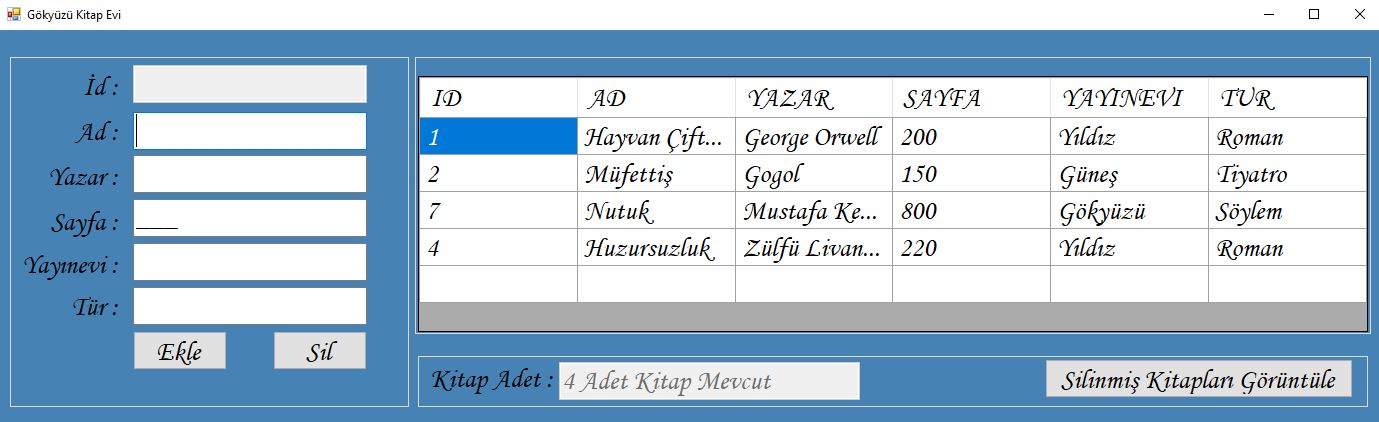 Gökyüzü Kitap Evi
İd :
Ad :
Yazar :
Sayfa : ___
Yayınevi :
Tür :
Ekle Sil
ID AD YAZAR SAYFA YAYINEVI TUR
1 Hayvan Çift... George Orwell 200 Yıldız Roman
2 Müfettiş Gogol 150 Güneş Tiyatro
7 Nutuk Mustafa Ke... 800 Gökyüzü Söylem
4 Huzursuzluk Zülfü Livan... 220 Yıldız Roman
Kitap Adet : 4 Adet Kitap Mevcut
Silinmiş Kitapları Görüntüle